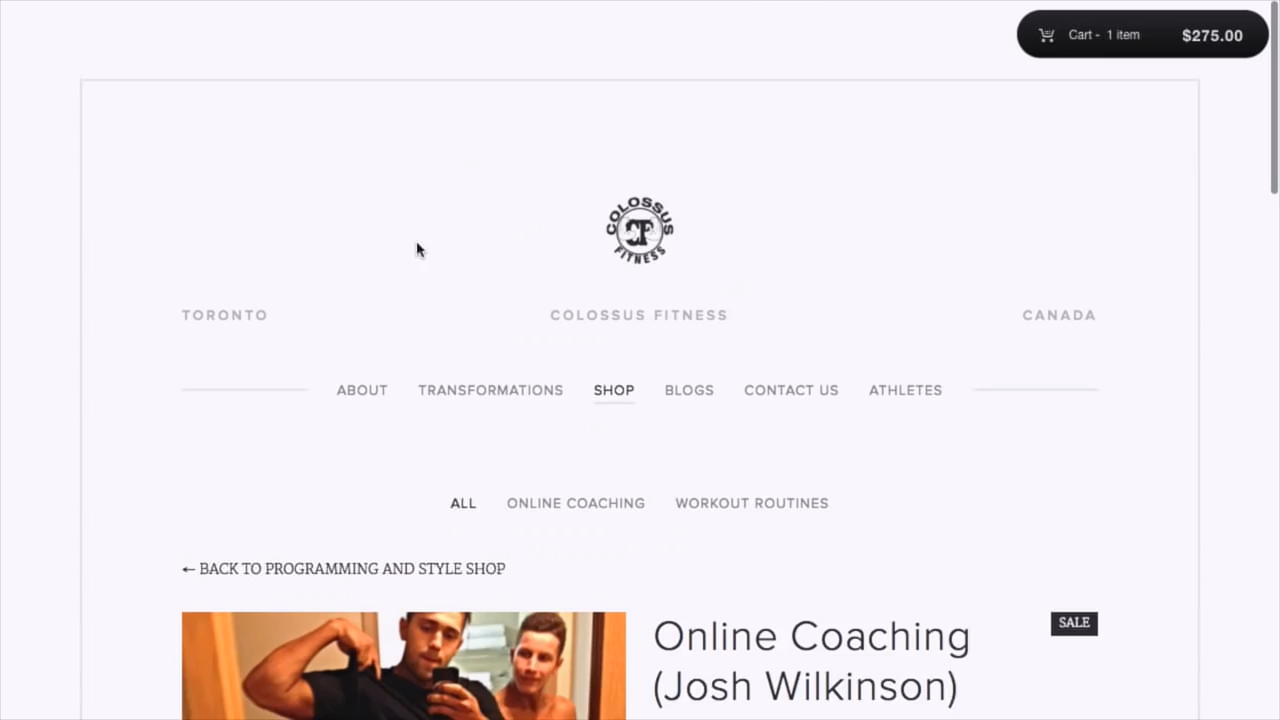 Cart - 1 item $275.00
COLOSSUS
CF
FITNESS
TORONTO COLOSSUS FITNESS CANADA
ABOUT TRANSFORMATIONS SHOP BLOGS CONTACT US ATHLETES
ALL ONLINE COACHING WORKOUT ROUTINES
← BACK TO PROGRAMMING AND STYLE SHOP
Online Coaching
(Josh Wilkinson)
SALE